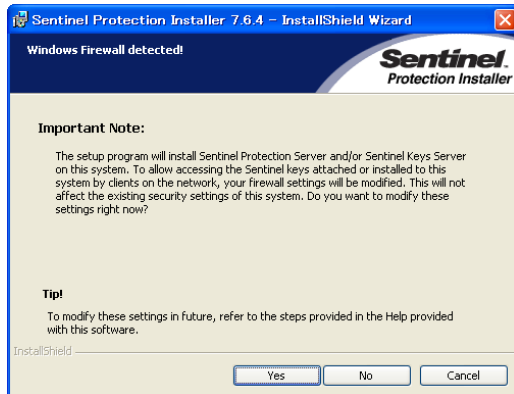 Sentinel Protection Installer 7.6.4 - InstallShield Wizard
Windows Firewall detected!
Sentinel.
Protection Installer
Important Note:
The setup program will install Sentinel Protection Server and/or Sentinel Keys Server
on this system. To allow accessing the Sentinel keys attached or installed to this
system by clients on the network, your firewall settings will be modified. This will not
affect the existing security settings of this system. Do you want to modify these
settings right now?
Tip!
To modify these settings in future, refer to the steps provided in the Help provided
with this software.
InstallShield
Yes
No
Cancel